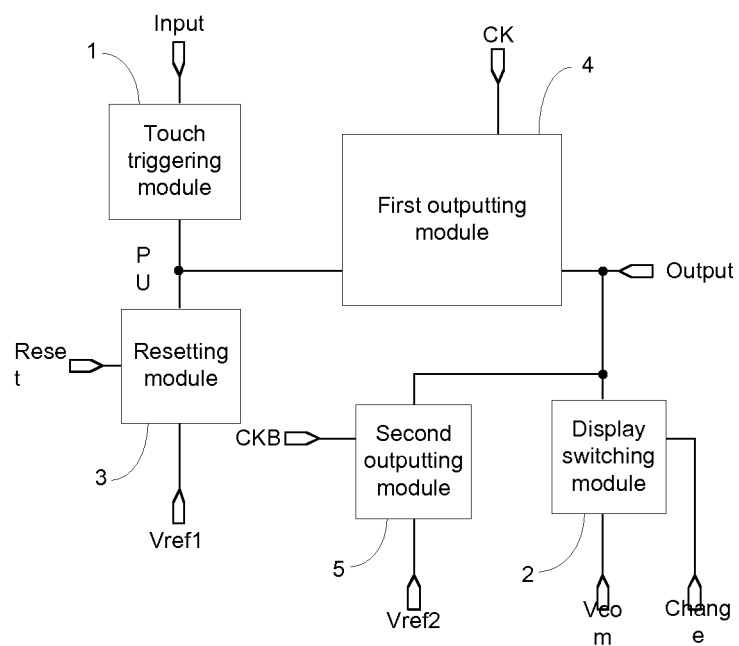 Input
CK
1
4
Touch
triggering
module
First outputting
module
P
U
Output
Rese
t
Resetting
module
CKB
Second
outputting
module
Display
switching
module
3
Vref1
5
2
Vref2
Vco
m
Chang
e